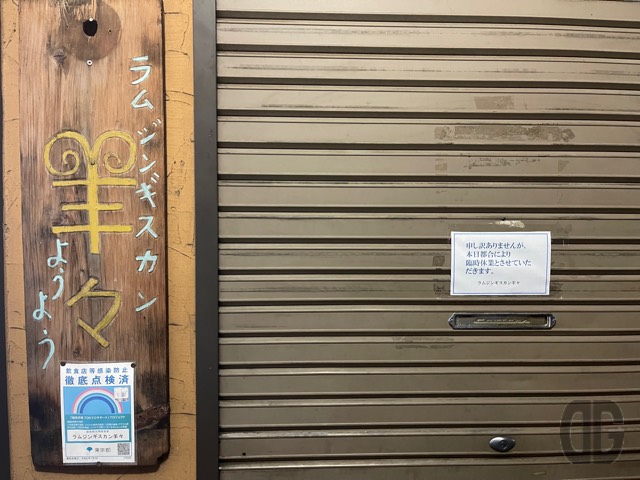 ラムジンギスカン
羊々
ようよう
飲食店等感染防止
徹底点検済
ラムジンギスカン羊々
東京都
申し訳ありませんが、
本日都合により
臨時休業とさせていた
だきます。
ラムジンギスカン羊々
DG